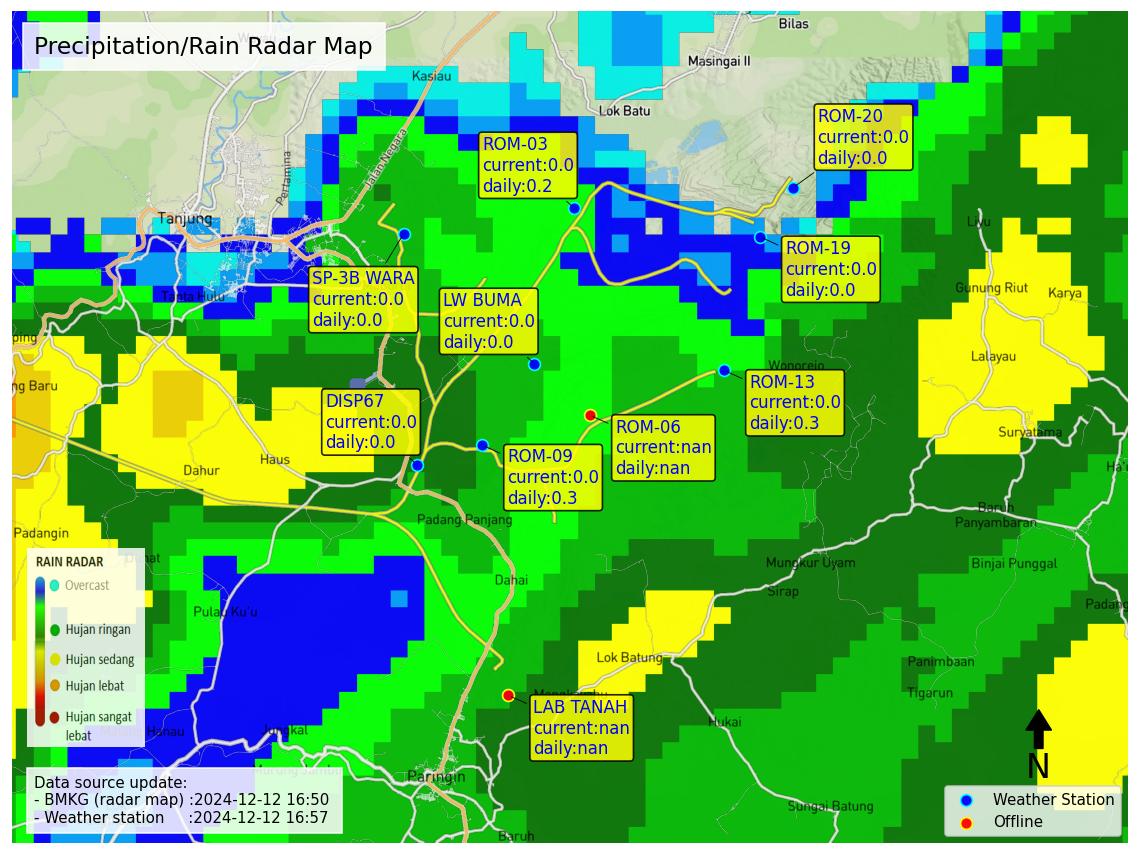 Precipitation/Rain Radar Map
Bilas
Masingai II
Kasiau
Lok Batu
Jalan Negara
Pertamina
ROM-20
current:0.0
daily:0.0
ROM-03
current:0.0
daily:0.2
Tanjung
Liyu
ROM-19
current:0.0
daily:0.0
SP-3B WARA
current:0.0
daily:0.0
Tanta Hulu
LW BUMA
current:0.0
daily:0.0
Gunung Riut
Karya
ping
Lalayau
Wonorejo
ng Baru
ROM-13
current:0.0
daily:0.3
DISP67
current:0.0
daily:0.0
ROM-06
current:nan
daily:nan
Suryatama
Haus
Dahur
ROM-09
current:0.0
daily:0.3
Baruh
Panyambaran
Padang Panjang
Padangin
Mungkur Uyam
Binjai Punggal
Dahai
Sirap
Padang
Pulau Ku'u
RAIN RADAR
Overcast
Hujan ringan
Hujan sedang
Hujan lebat
Hujan sangat
lebat
Lok Batung
Panimbaan
Tigarun
LAB TANAH
current:nan
daily:nan
Hukai
Hanau
Jungkal
Paringin
N
Data source update:
- BMKG (radar map) :2024-12-12 16:50
- Weather station :2024-12-12 16:57
Sungai Batung
Weather Station
Offline
Baruh